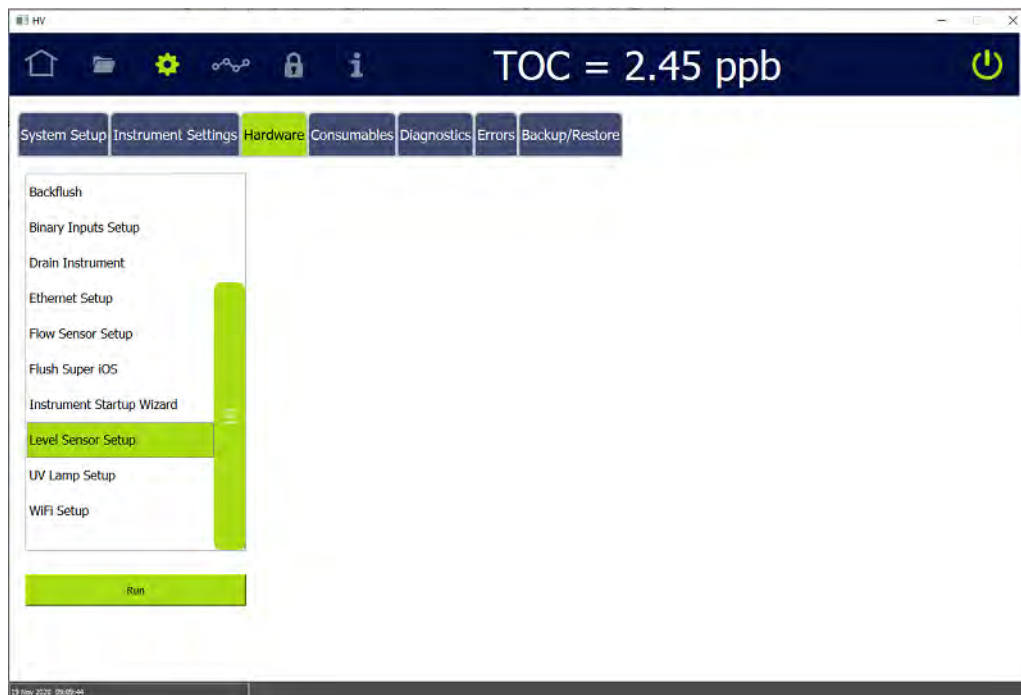 HV
TOC = 2.45 ppb
System Setup Instrument Settings Hardware Consumables Diagnostics Errors Backup/Restore
Backflush
Binary Inputs Setup
Drain Instrument
Ethernet Setup
Flow Sensor Setup
Flush Super iOS
Instrument Startup Wizard
Level Sensor Setup
UV Lamp Setup
WiFi Setup
Run